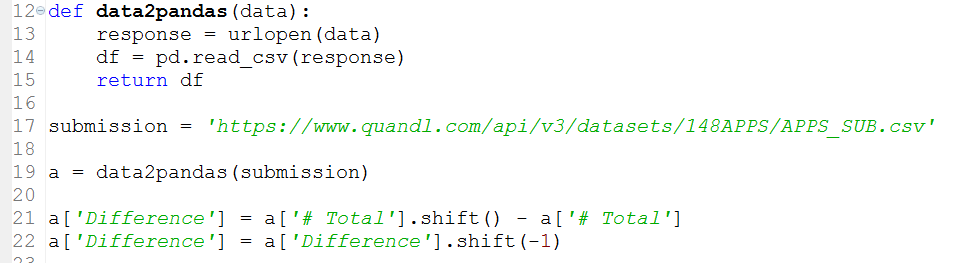 12 def data2pandas(data):
13     response = urlopen(data)
14     df = pd.read_csv(response)
15     return df
16
17 submission = 'https://www.quandl.com/api/v3/datasets/148APPS/APPS_SUB.csv'
18
19 a = data2pandas(submission)
20
21 a['Difference'] = a['# Total'].shift() - a['# Total']
22 a['Difference'] = a['Difference'].shift(-1)